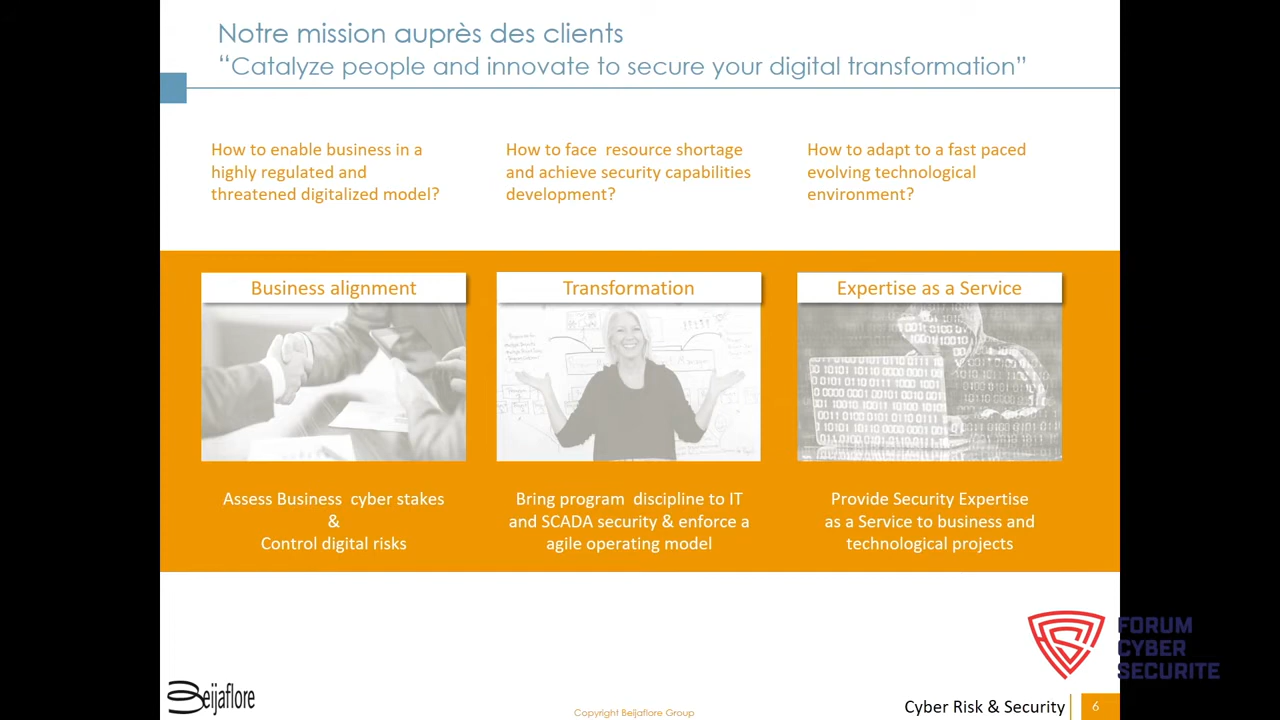 Notre mission auprès des clients
“Catalyze people and innovate to secure your digital transformation”
How to enable business in a
highly regulated and
threatened digitalized model?
How to face resource shortage
and achieve security capabilities
development?
How to adapt to a fast paced
evolving technological
environment?
Business alignment
Transformation
Expertise as a Service
Assess Business cyber stakes
&
Control digital risks
Bring program discipline to IT
and SCADA security & enforce a
agile operating model
Provide Security Expertise
as a Service to business and
technological projects
FORUM
CYBER
SECURITE
Beijaflore
Copyright Beijaflore Group
Cyber Risk & Security
6